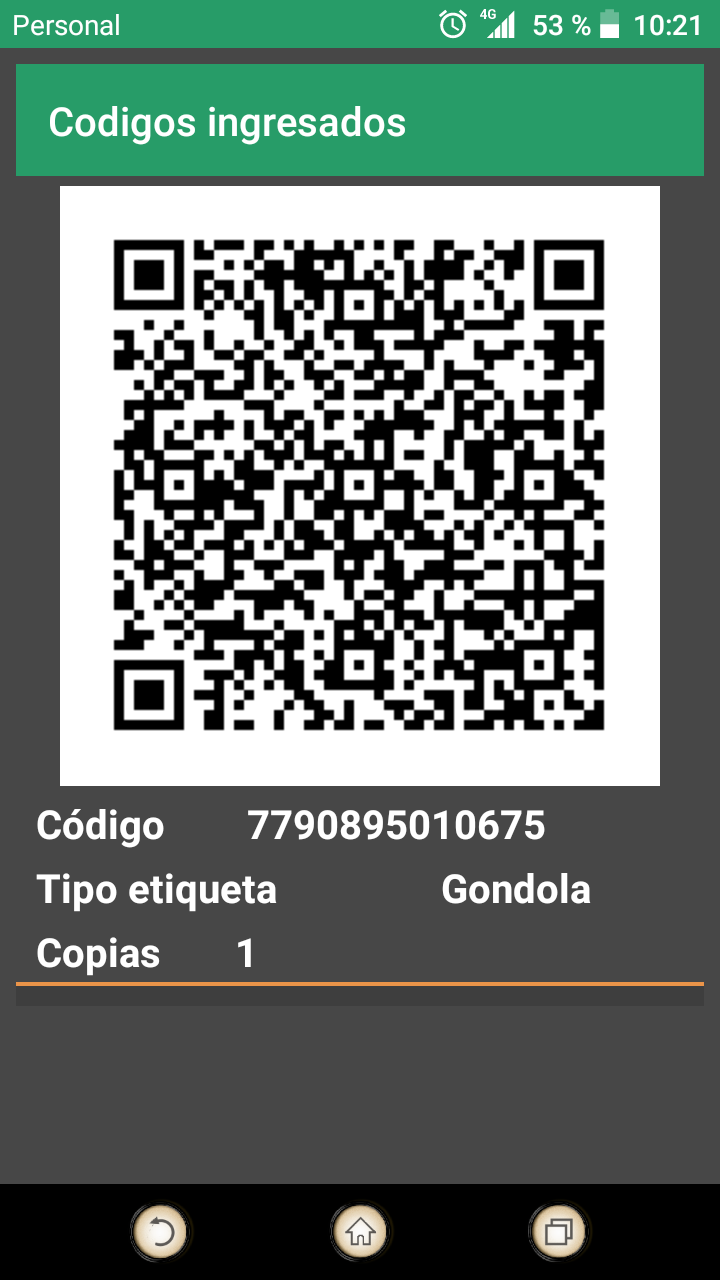 Personal 4G 53 % 10:21
Codigos ingresados
Código 7790895010675
Tipo etiqueta Gondola
Copias 1